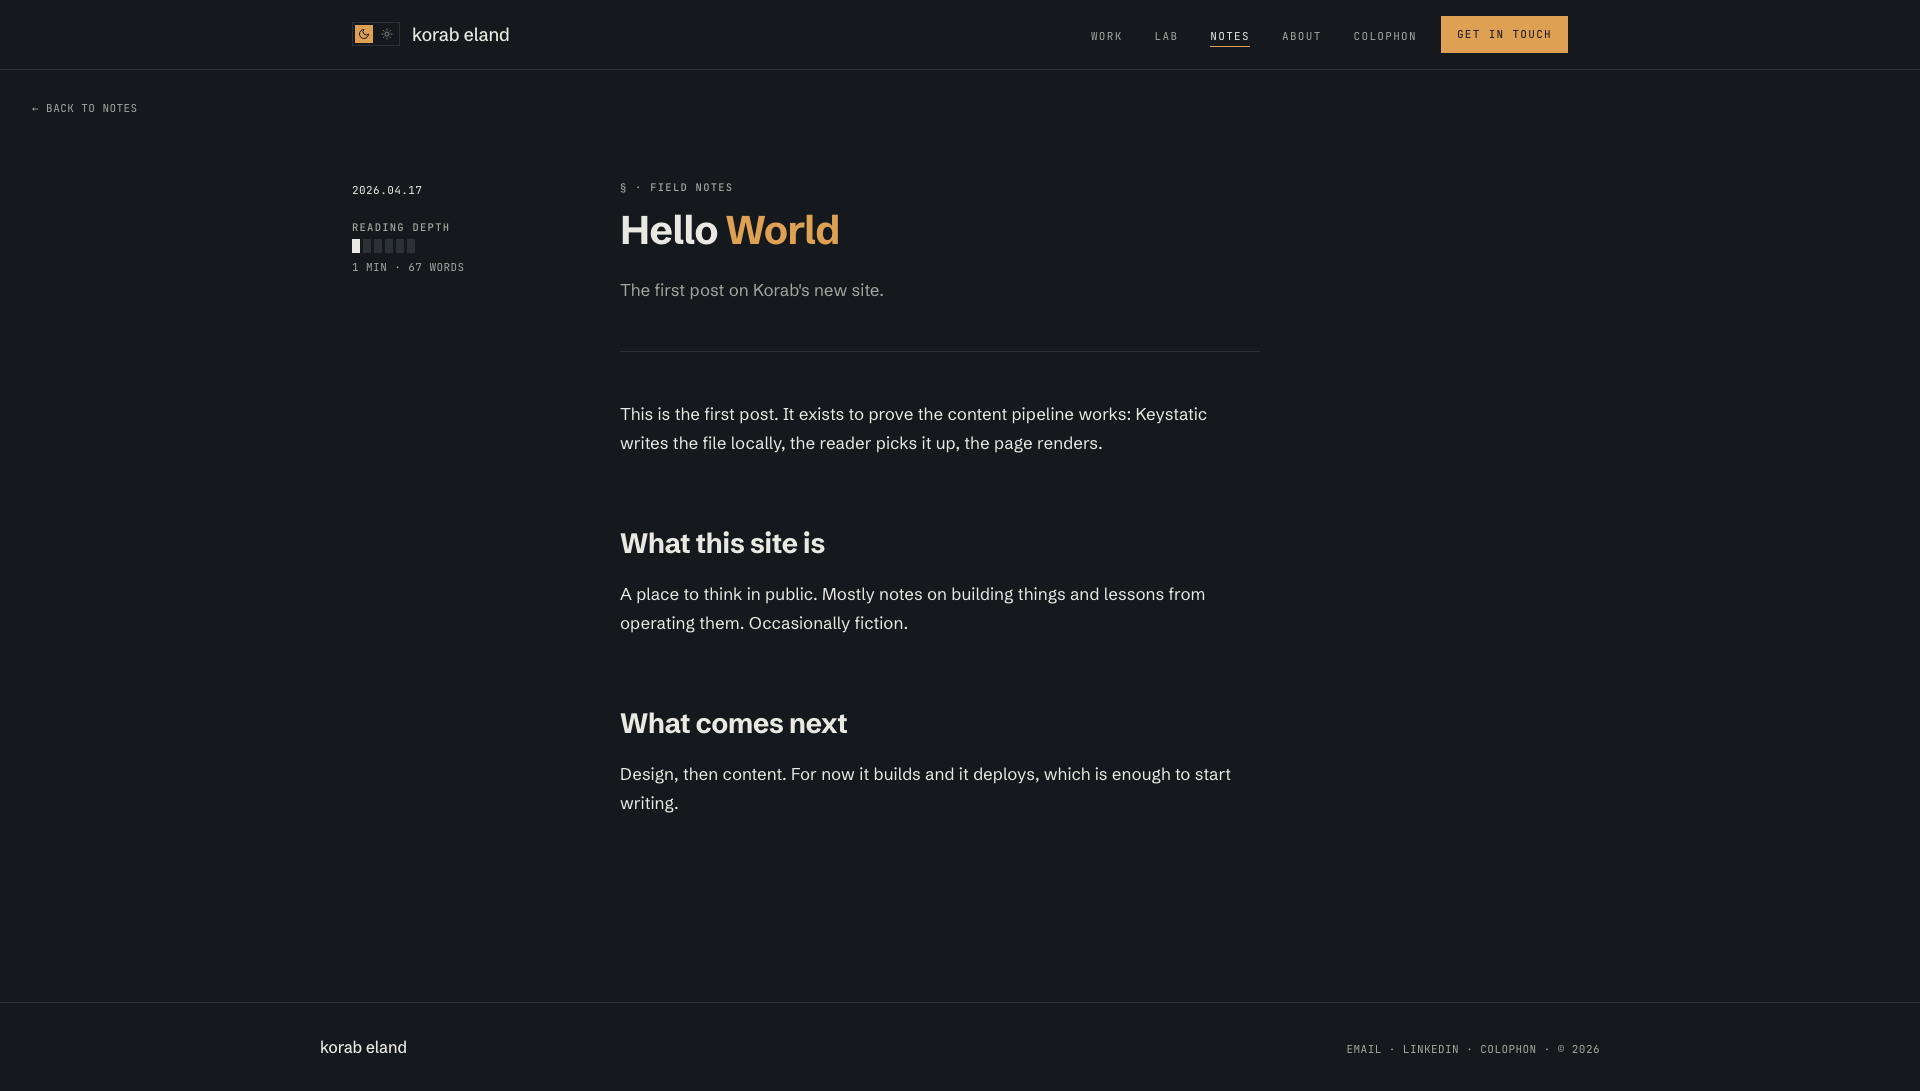 korab eland
WORK LAB NOTES ABOUT COLOPHON GET IN TOUCH
← BACK TO NOTES
2026.04.17
READING DEPTH
1 MIN · 67 WORDS
§ · FIELD NOTES
Hello World
The first post on Korab's new site.
This is the first post. It exists to prove the content pipeline works: Keystatic
writes the file locally, the reader picks it up, the page renders.
What this site is
A place to think in public. Mostly notes on building things and lessons from
operating them. Occasionally fiction.
What comes next
Design, then content. For now it builds and it deploys, which is enough to start
writing.
korab eland
EMAIL · LINKEDIN · COLOPHON · © 2026